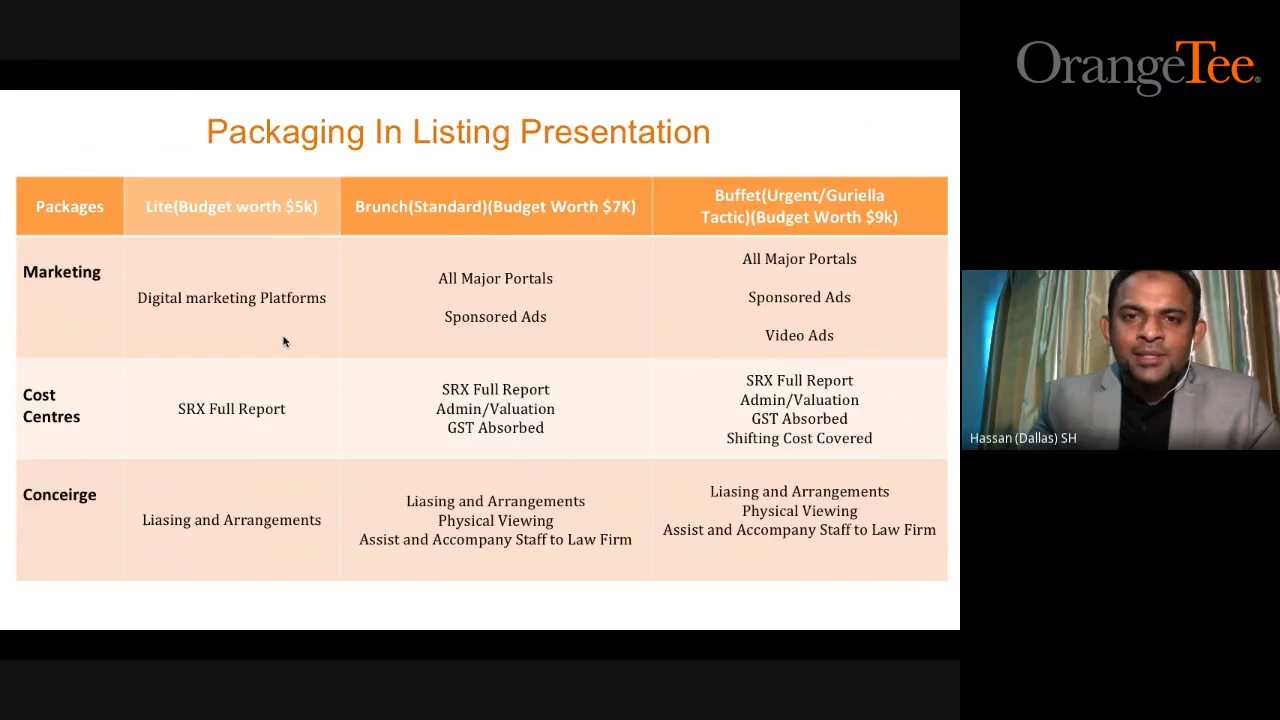 OrangeTee
Packaging In Listing Presentation
Packages
Lite(Budget worth $5k)
Brunch(Standard)(Budget Worth $7K)
Buffet(Urgent/Guriella
Tactic)(Budget Worth $9k)
Marketing
Digital marketing Platforms
All Major Portals
Sponsored Ads
All Major Portals
Sponsored Ads
Video Ads
Cost
Centres
SRX Full Report
SRX Full Report
Admin/Valuation
GST Absorbed
SRX Full Report
Admin/Valuation
GST Absorbed
Shifting Cost Covered
Conceirge
Liasing and Arrangements
Liasing and Arrangements
Physical Viewing
Assist and Accompany Staff to Law Firm
Liasing and Arrangements
Physical Viewing
Assist and Accompany Staff to Law Firm
Hassan (Dallas) SH